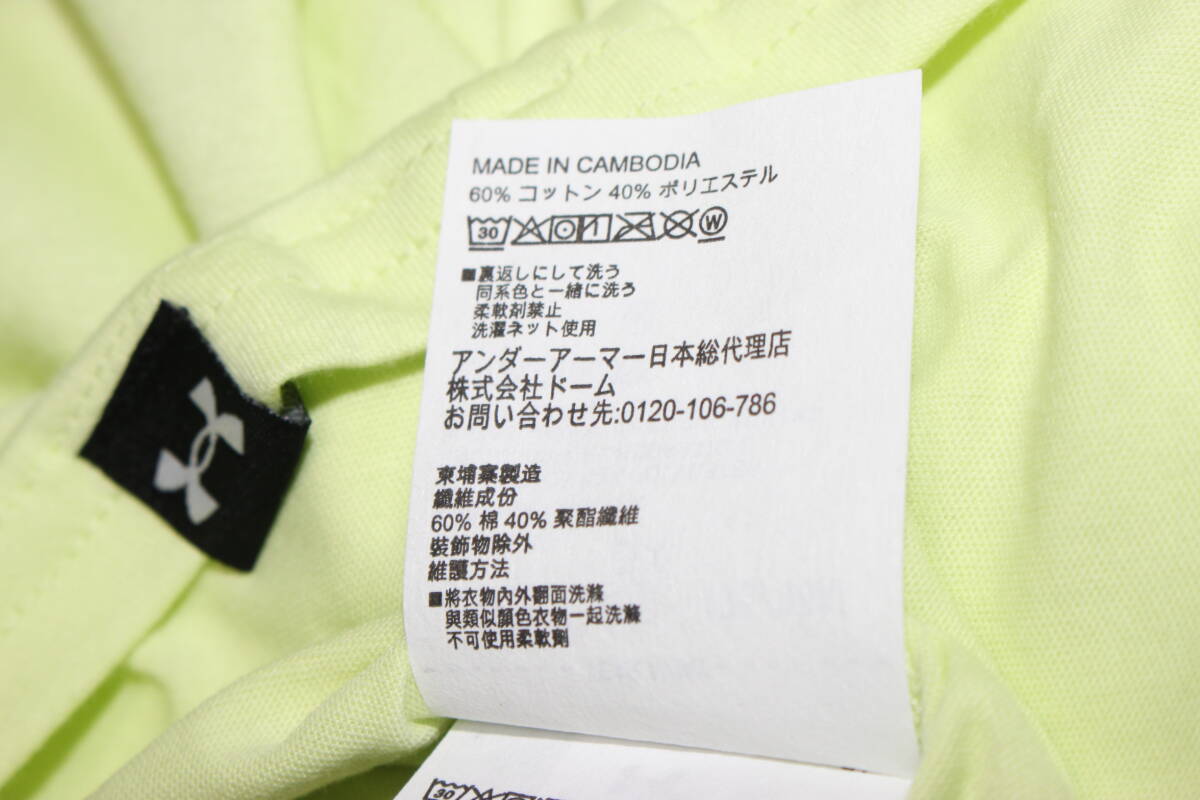 MADE IN CAMBODIA
60% コットン 40% ポリエステル
30 W
■裏返しにして洗う
同系色と一緒に洗う
柔軟剤禁止
洗濯ネット使用
アンダーアーマー日本総代理店
株式会社ドーム
お問い合わせ先:0120-106-786
柬埔寨製造
纖維成份
60% 棉 40% 聚酯纖維
裝飾物除外
維護方法
■將衣物內外翻面洗滌
與類似顏色衣物一起洗滌
不可使用柔軟劑
30